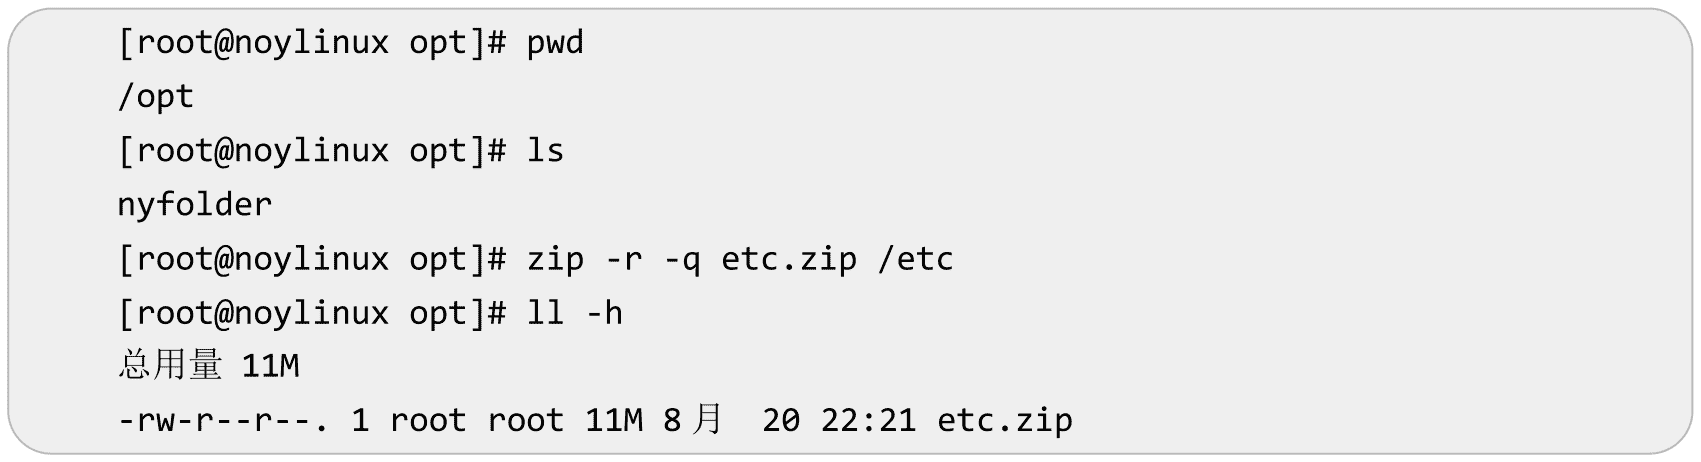 [root@noylinux opt]# pwd
/opt
[root@noylinux opt]# ls
nyfolder
[root@noylinux opt]# zip -r -q etc.zip /etc
[root@noylinux opt]# ll -h
总用量 11M
-rw-r--r--. 1 root root 11M 8月  20 22:21 etc.zip